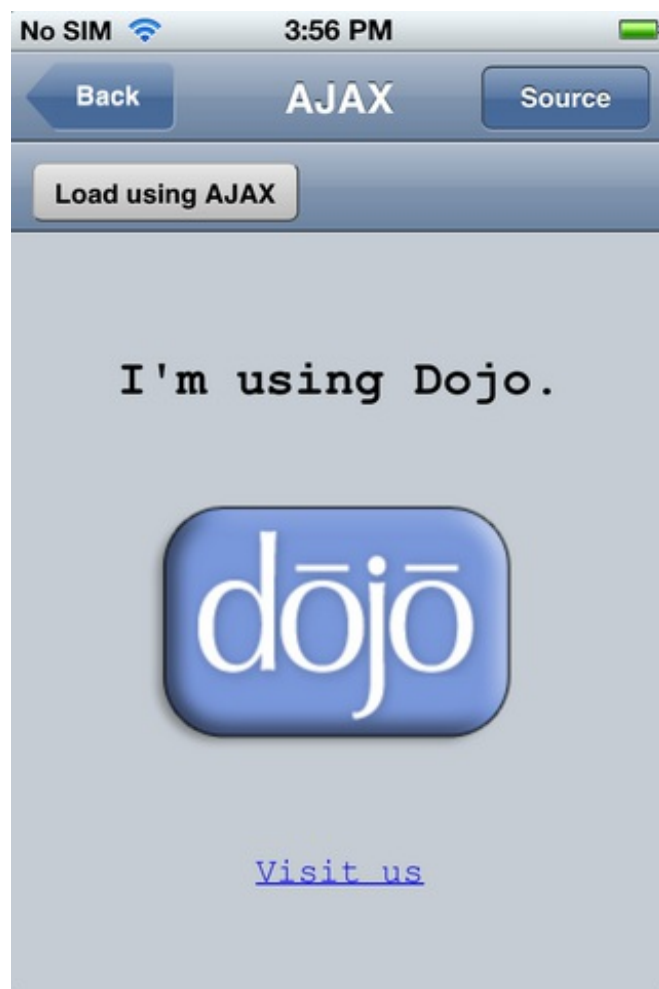 No SIM 3:56 PM
Back AJAX Source
Load using AJAX
I'm using Dojo.
dōjō
Visit us